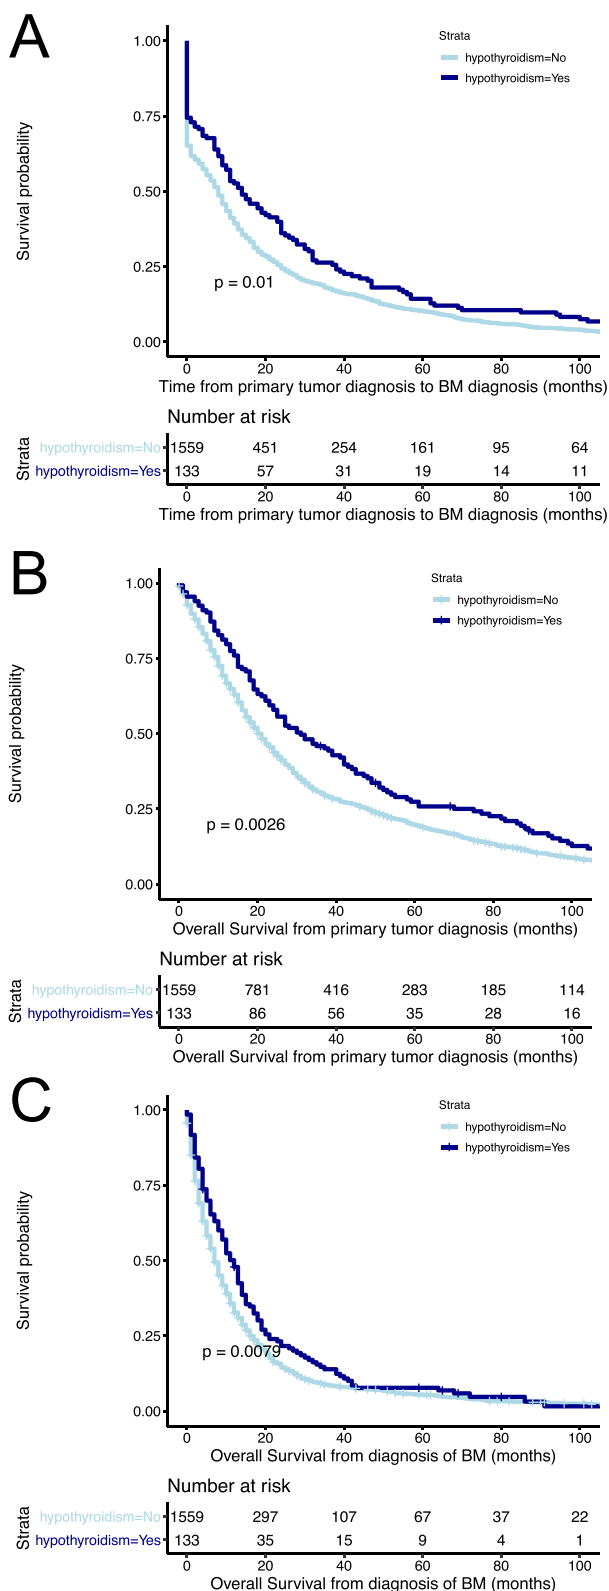 A
Strata
hypothyroidism=No
hypothyroidism=Yes
Survival probability
1.00
0.75
0.50
0.25
0.00
p = 0.01
0 20 40 60 80 100
Time from primary tumor diagnosis to BM diagnosis (months)
Number at risk
Strata
hypothyroidism=No 1559 451 254 161 95 64
hypothyroidism=Yes 133 57 31 19 14 11
0 20 40 60 80 100
Time from primary tumor diagnosis to BM diagnosis (months)
B
Strata
hypothyroidism=No
hypothyroidism=Yes
Survival probability
1.00
0.75
0.50
0.25
0.00
p = 0.0026
0 20 40 60 80 100
Overall Survival from primary tumor diagnosis (months)
Number at risk
Strata
hypothyroidism=No 1559 781 416 283 185 114
hypothyroidism=Yes 133 86 56 35 28 16
0 20 40 60 80 100
Overall Survival from primary tumor diagnosis (months)
C
Strata
hypothyroidism=No
hypothyroidism=Yes
Survival probability
1.00
0.75
0.50
0.25
0.00
p = 0.0079
0 20 40 60 80 100
Overall Survival from diagnosis of BM (months)
Number at risk
Strata
hypothyroidism=No 1559 297 107 67 37 22
hypothyroidism=Yes 133 35 15 9 4 1
0 20 40 60 80 100
Overall Survival from diagnosis of BM (months)